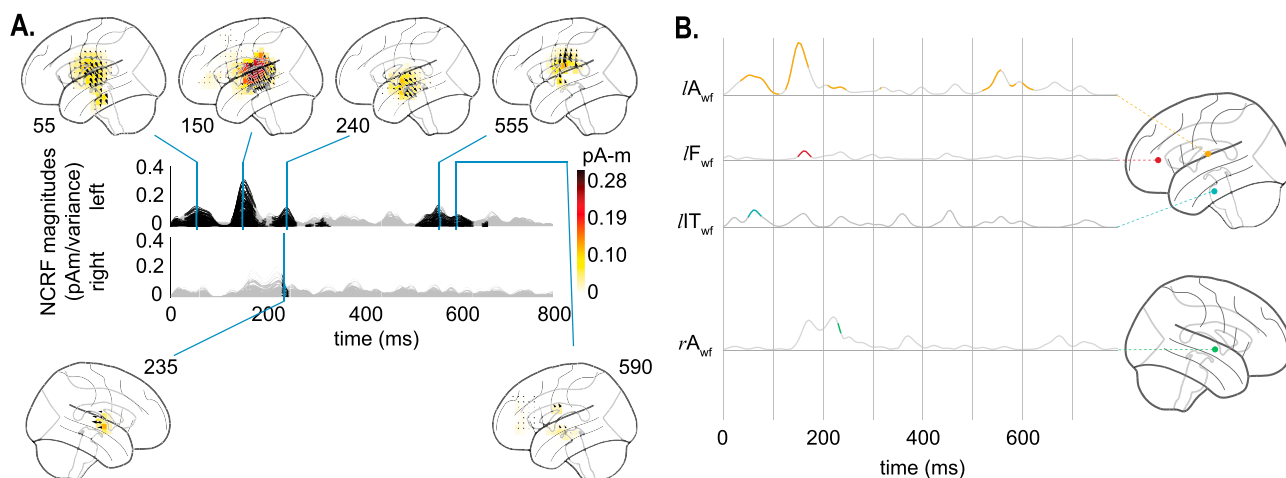 A.
55
150
240
555
NCRF magnitudes
(pAm/variance)
left
right
0.4
0.2
0
0.4
0.2
0
0 200 400 600 800
time (ms)
pA-m
0.28
0.19
0.10
0
235
590
B.
lAwf
lFwf
lITwf
rAwf
0 200 400 600
time (ms)